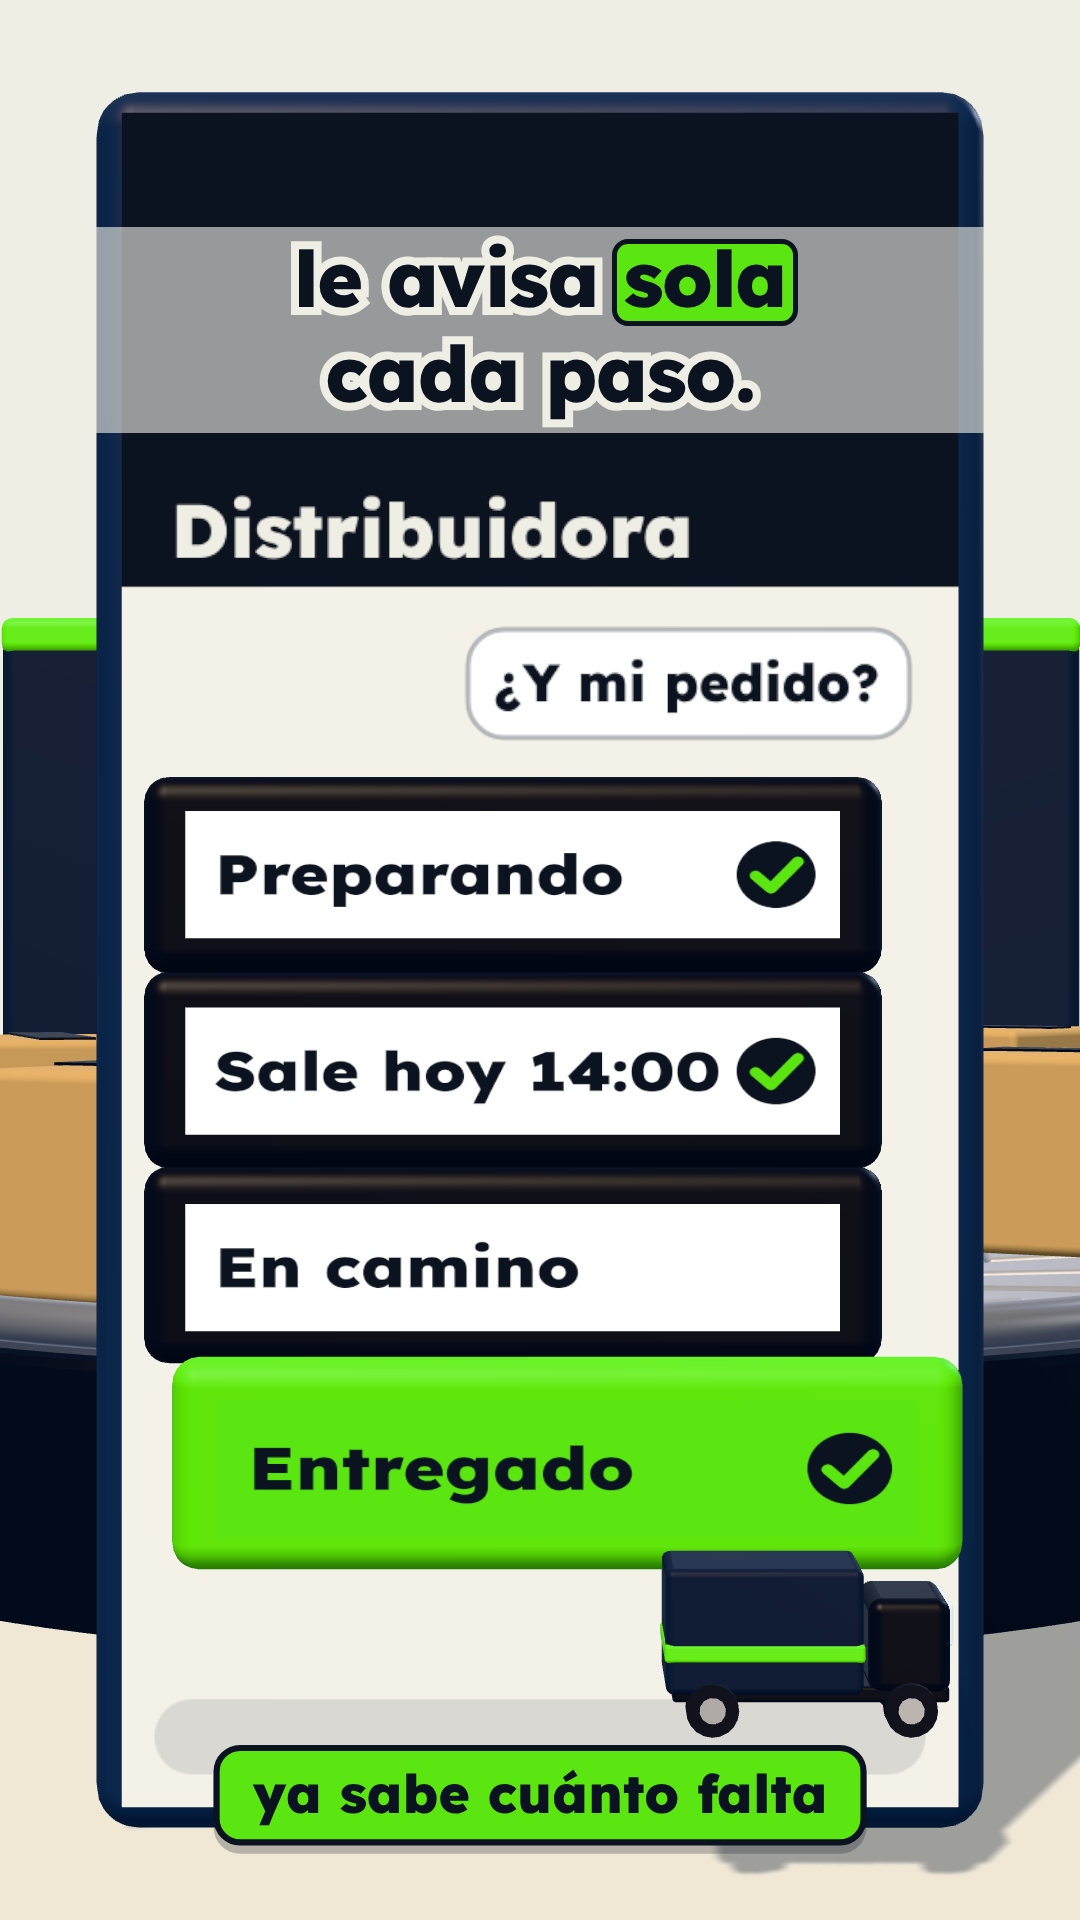 le avisa sola
cada paso.
Distribuidora
¿Y mi pedido?
Preparando
Sale hoy 14:00
En camino
Entregado
ya sabe cuánto falta